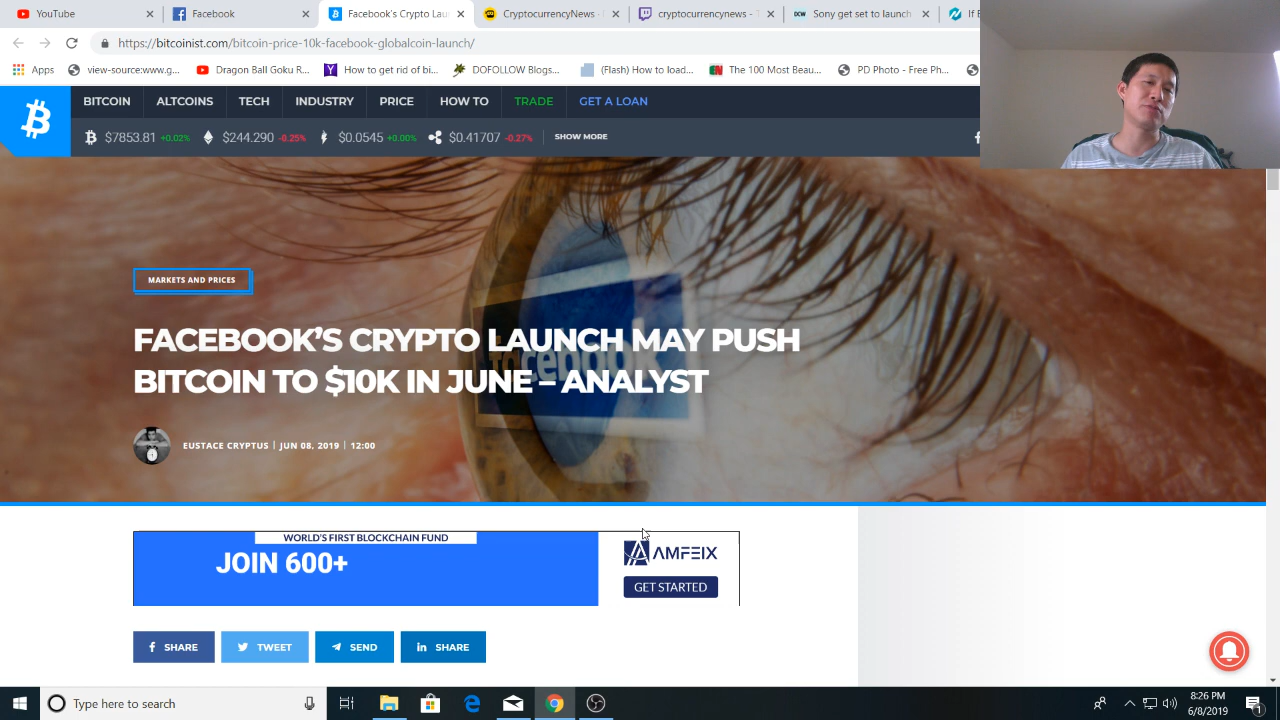 YouTube
Facebook
Facebook's Crypto Lau
CryptocurrencyNews -
cryptocurrencynews -
Sony get set to launch
If E
https://bitcoinist.com/bitcoin-price-10k-facebook-globalcoin-launch/
Apps
view-source:www.g...
Dragon Ball Goku R...
How to get rid of bi...
DOFOLLOW Blogs...
(Flash) How to load...
The 100 Most Beau...
PD Photo - Free Ph...
BITCOIN
ALTCOINS
TECH
INDUSTRY
PRICE
HOW TO
TRADE
GET A LOAN
$7853.81 +0.02%
$244.290 -0.25%
$0.0545 +0.00%
$0.41707 -0.27%
SHOW MORE
MARKETS AND PRICES
FACEBOOK'S CRYPTO LAUNCH MAY PUSH
BITCOIN TO $10K IN JUNE – ANALYST
EUSTACE CRYPTUS | JUN 08, 2019 | 12:00
WORLD'S FIRST BLOCKCHAIN FUND
JOIN 600+
AMFEIX
GET STARTED
SHARE
TWEET
SEND
SHARE
Type here to search
8:26 PM
6/8/2019
1